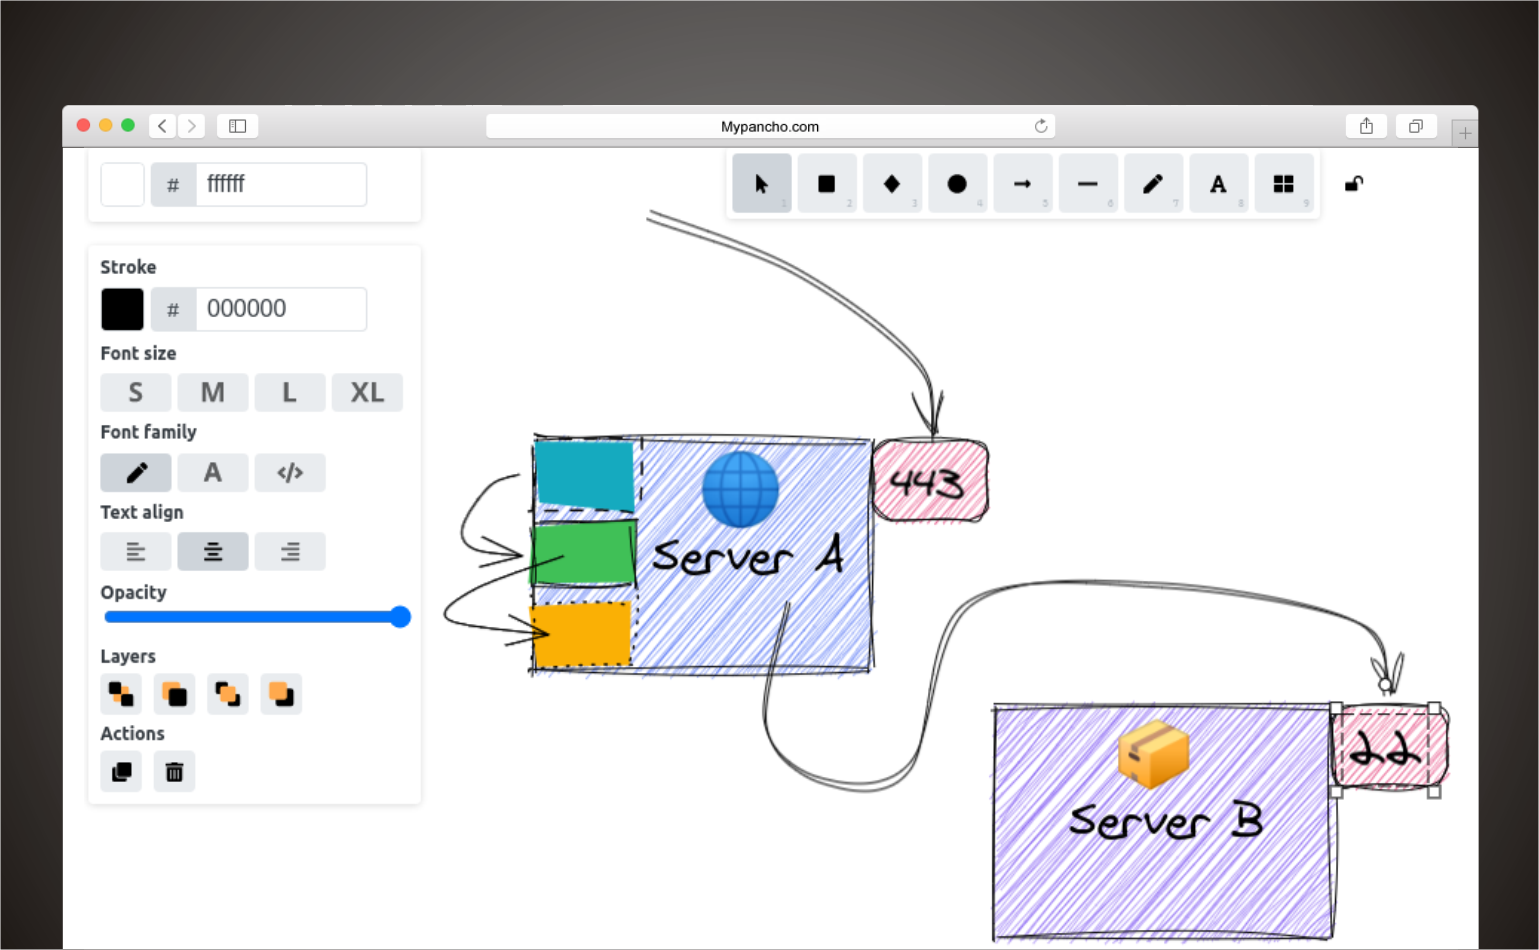 Mypancho.com
# ffffff
1 2 3 4 5 6 7 A 8 9
Stroke
# 000000
Font size
S M L XL
Font family
A </>
Text align
Opacity
Layers
Actions
443
Server A
22
Server B